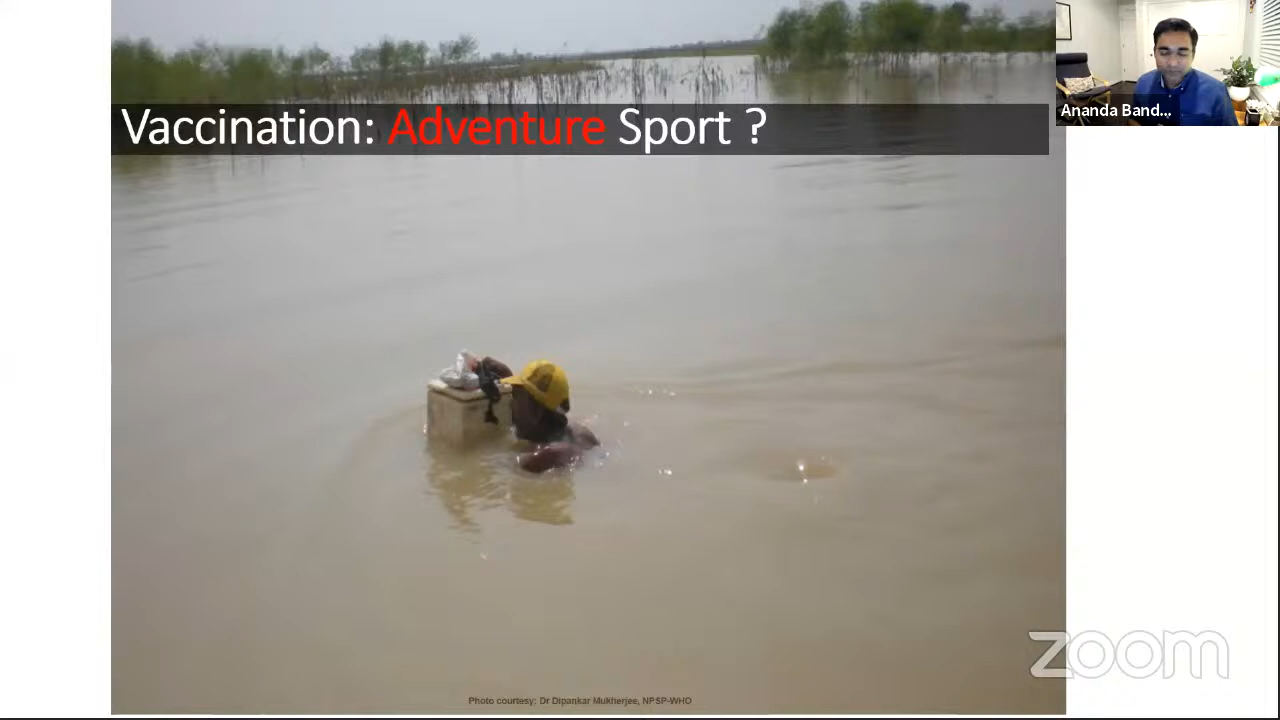 Vaccination: Adventure Sport ?
Ananda Band...
zoom
Photo courtesy: Dr Dipankar Mukherjee, NPSP-WHO